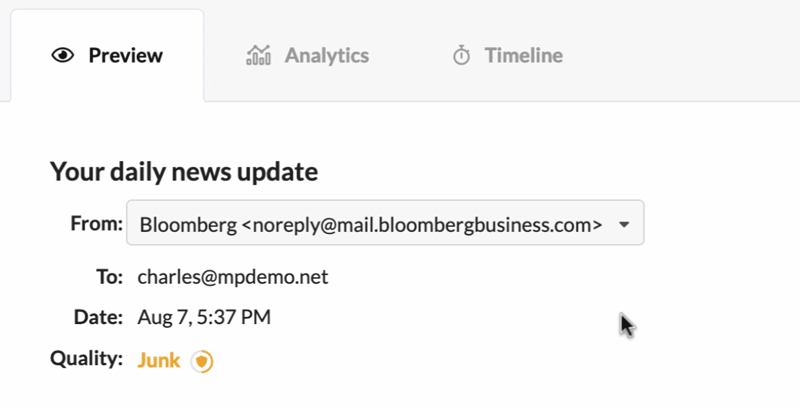 Preview Analytics Timeline
Your daily news update
From: Bloomberg <noreply@mail.bloombergbusiness.com>
To: charles@mpdemo.net
Date: Aug 7, 5:37 PM
Quality: Junk